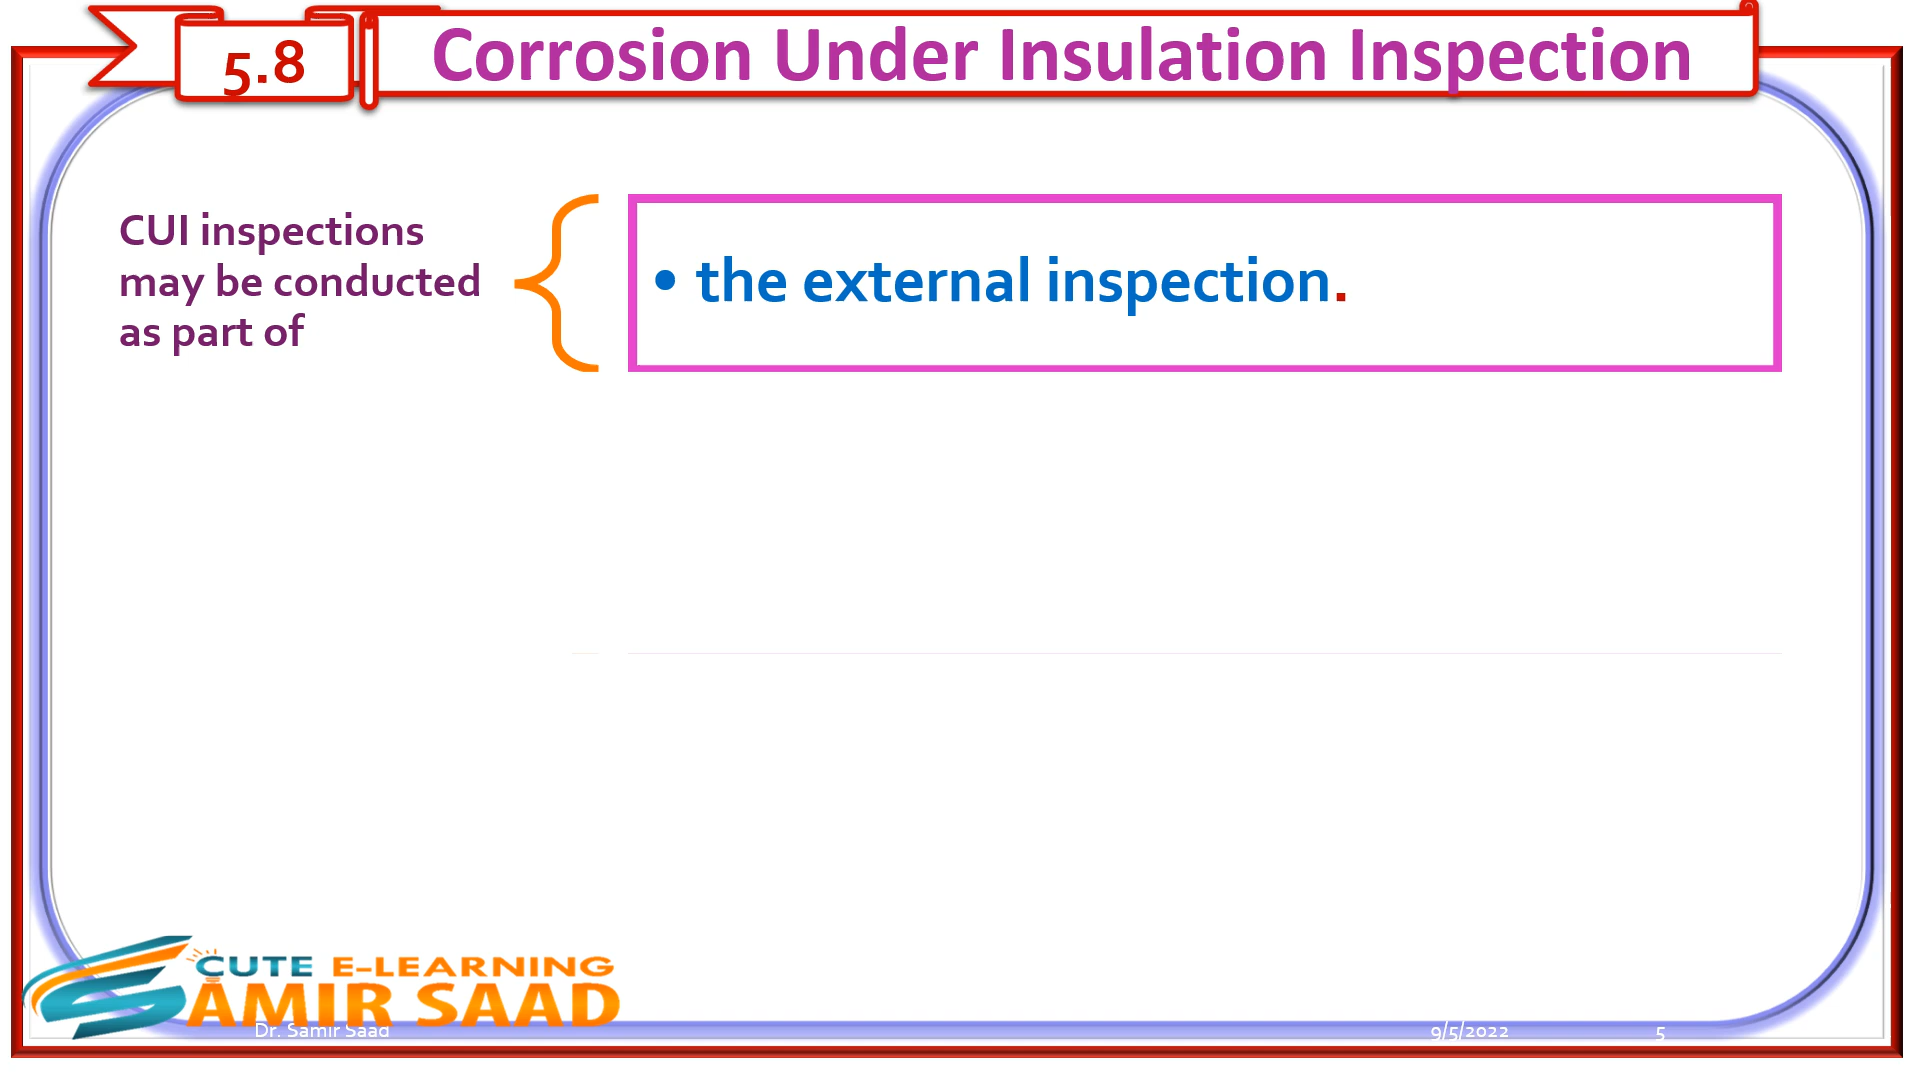 5.8
Corrosion Under Insulation Inspection
CUI inspections
may be conducted
as part of
• the external inspection.
CUTE E-LEARNING
SAMIR SAAD
Dr. Samir Saad
9/5/2022
5